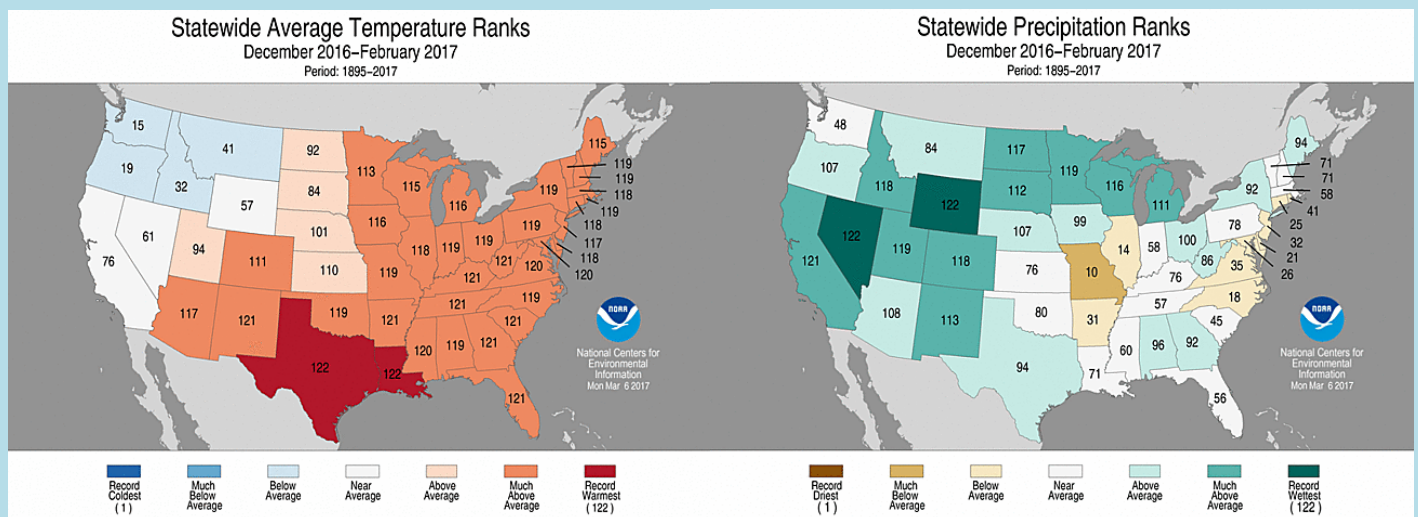 Statewide Average Temperature Ranks
December 2016–February 2017
Period: 1895–2017
15
41
92
113
115
19
32
57
84
115
116
119
119
119
118
119
118
117
118
120
76
61
94
111
101
110
116
119
118
119
119
119
121
121
120
117
121
119
121
121
119
121
120
119
121
122
122
121
NOAA
National Centers for
Environmental
Information
Mon Mar 6 2017
Record
Coldest
(1)
Much
Below
Average
Below
Average
Near
Average
Above
Average
Much
Above
Average
Record
Warmest
(122)
Statewide Precipitation Ranks
December 2016–February 2017
Period: 1895–2017
48
84
117
119
94
107
118
122
112
116
111
92
71
71
58
41
25
32
21
26
121
122
119
118
107
76
99
10
14
58
100
78
86
35
76
108
113
80
31
57
18
45
60
96
92
94
71
56
NOAA
National Centers for
Environmental
Information
Mon Mar 6 2017
Record
Driest
(1)
Much
Below
Average
Below
Average
Near
Average
Above
Average
Much
Above
Average
Record
Wettest
(122)